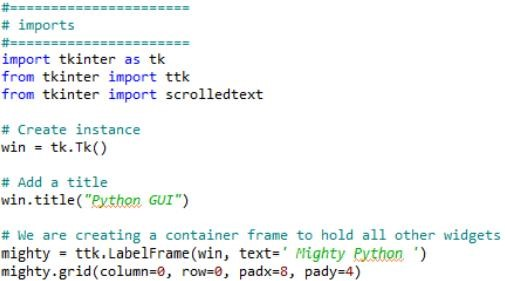 #======================
# imports
#======================
import tkinter as tk
from tkinter import ttk
from tkinter import scrolledtext

# Create instance
win = tk.Tk()

# Add a title
win.title("Python GUI")

# We are creating a container frame to hold all other widgets
mighty = ttk.LabelFrame(win, text=' Mighty Python ')
mighty.grid(column=0, row=0, padx=8, pady=4)